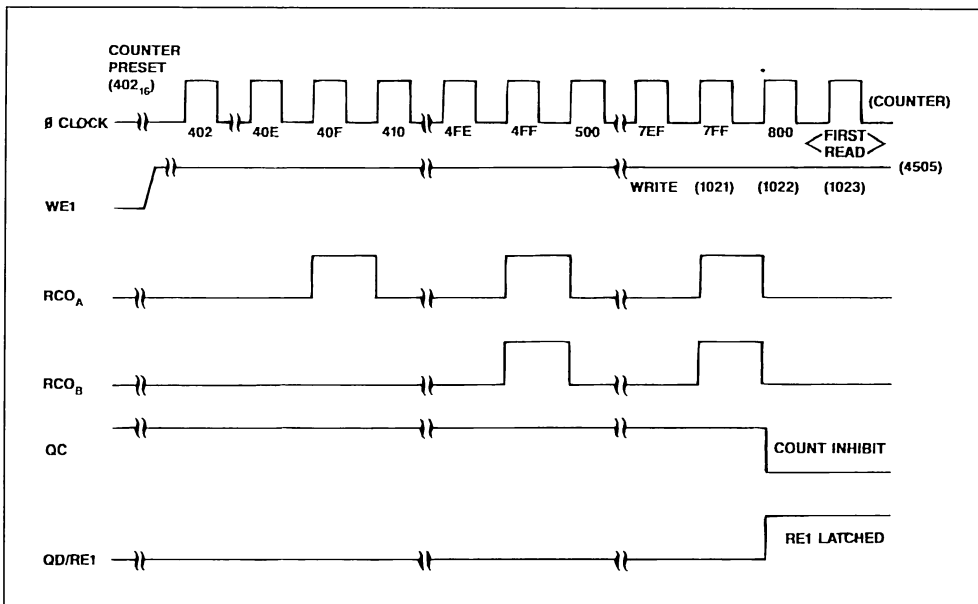 COUNTER
PRESET
(402₁₆)
Ø CLOCK
402 40E 40F 410 4FE 4FF 500 7EF 7FF 800
(COUNTER)
FIRST
READ
WE1
WRITE (1021) (1022) (1023)
(4505)
RCO_A
RCO_B
QC
COUNT INHIBIT
QD/RE1
RE1 LATCHED